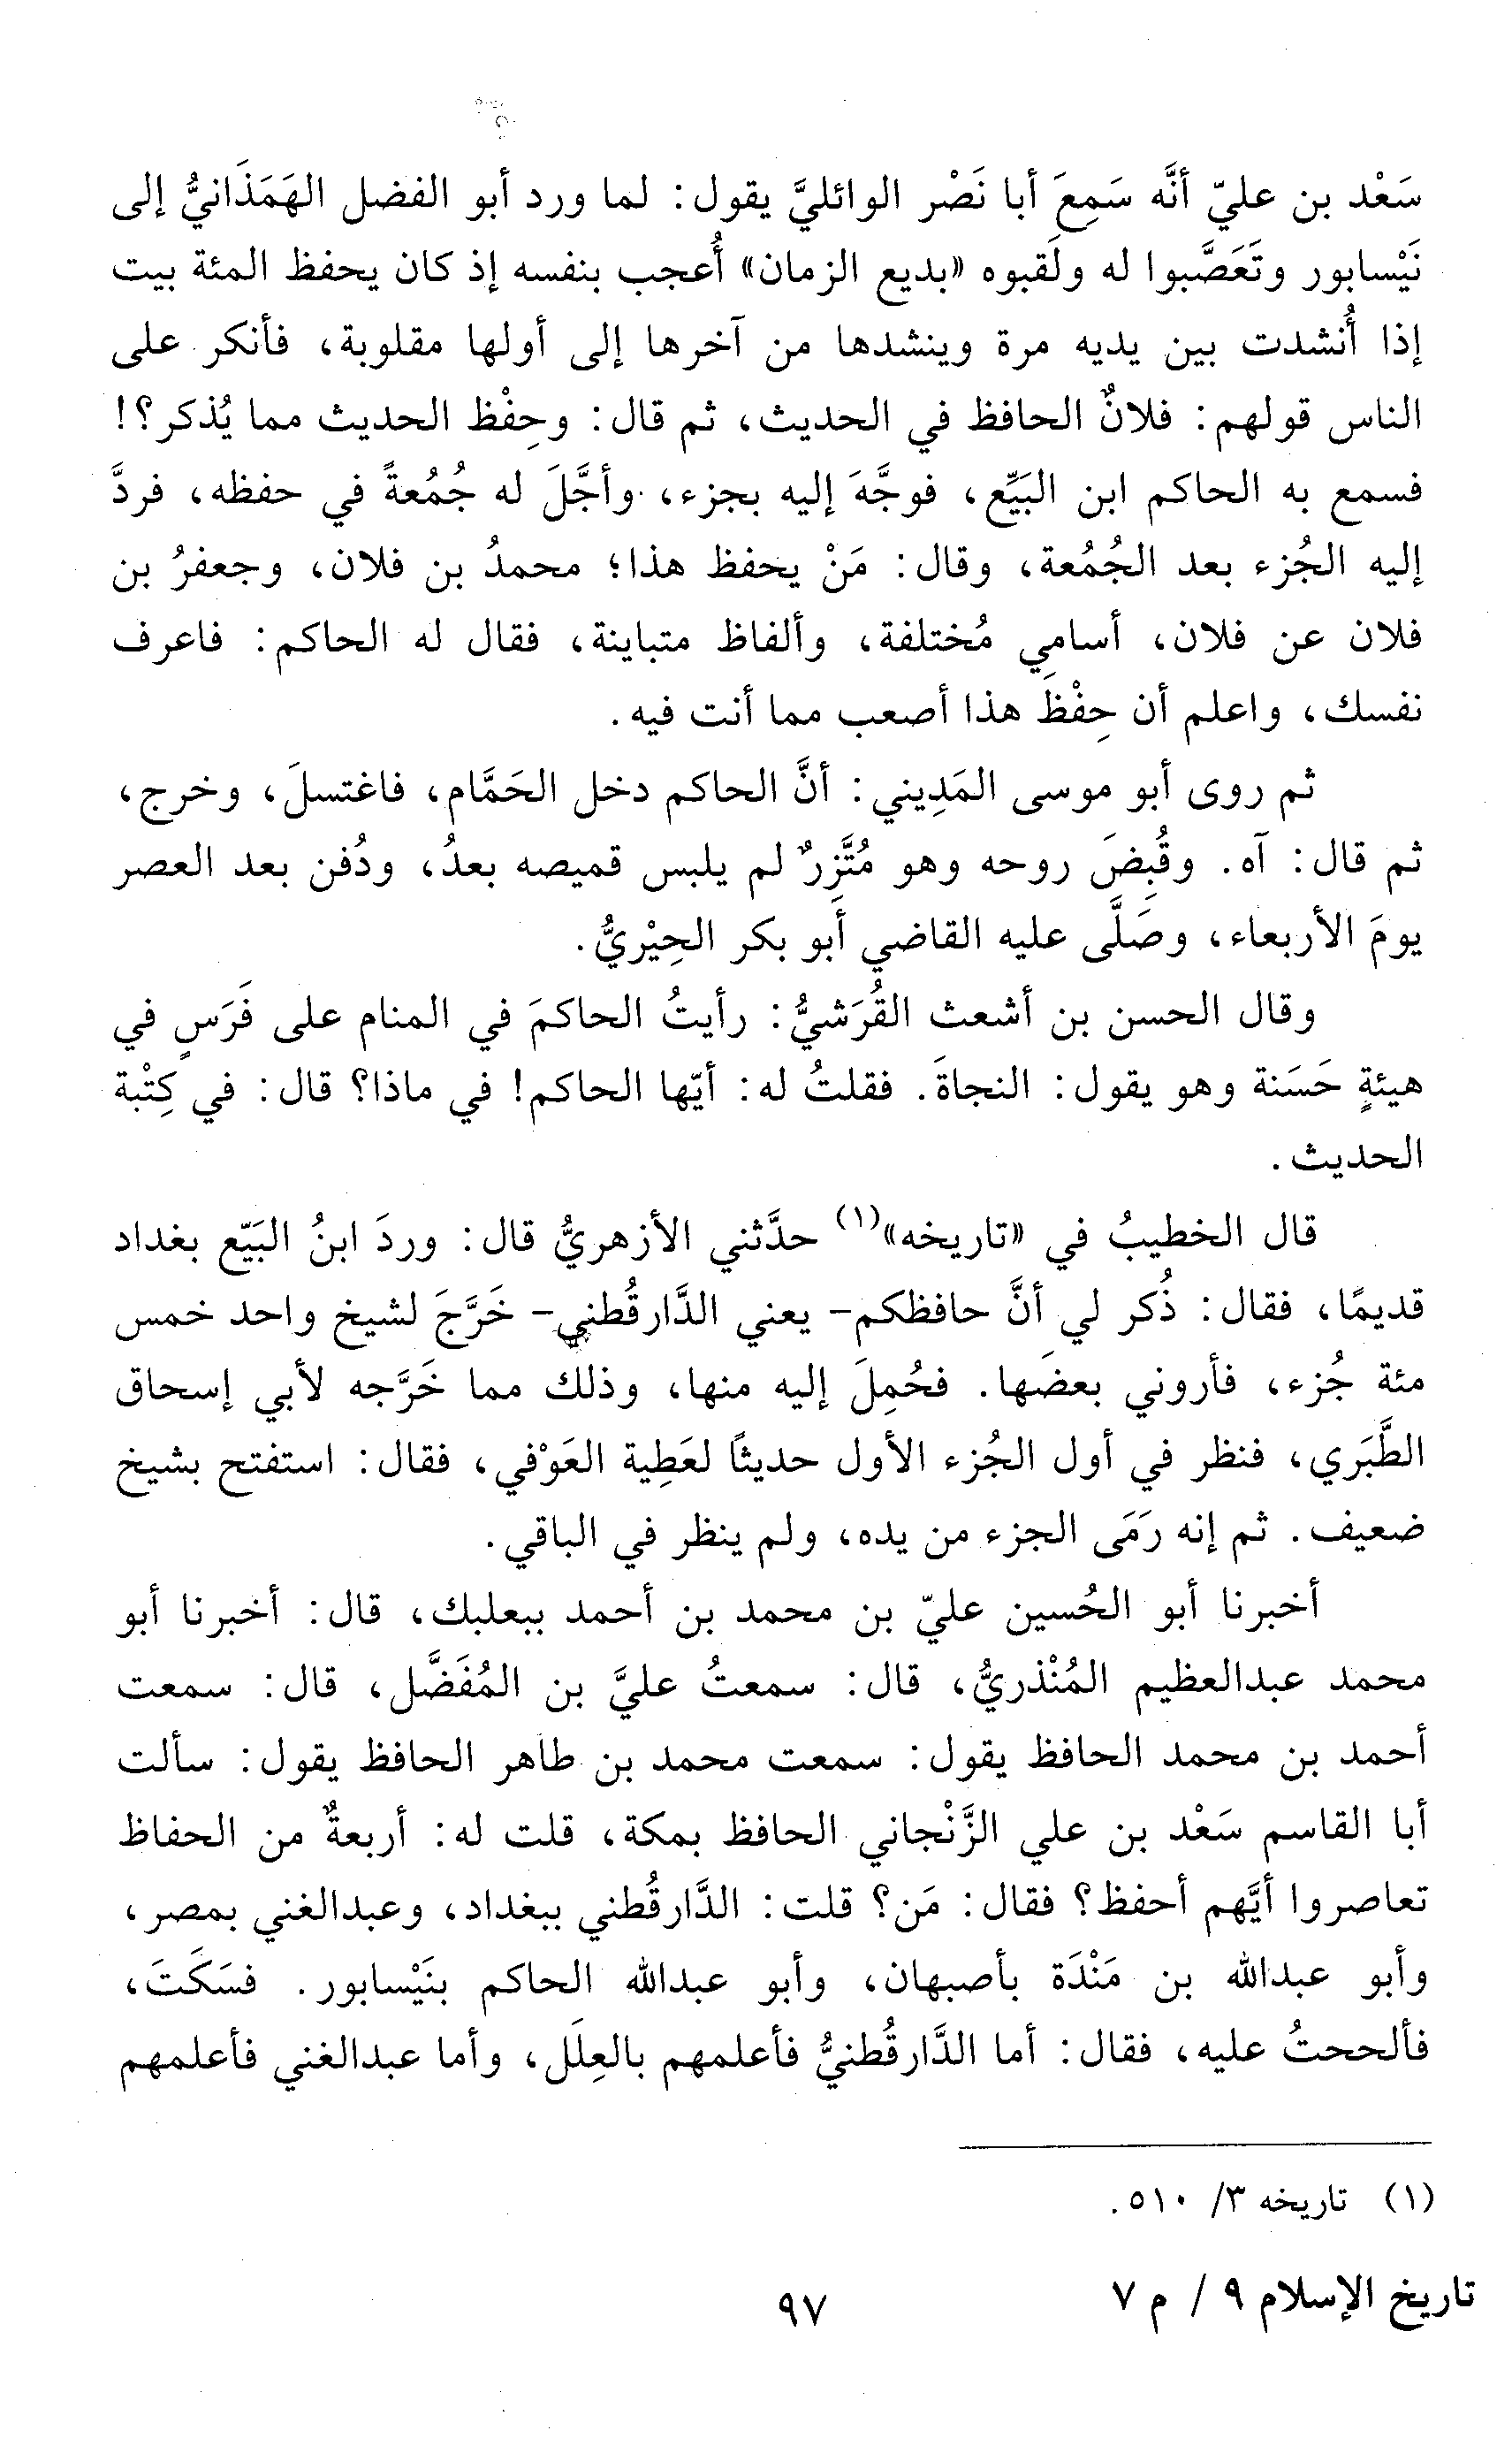 سَعْد بن عليّ أنَّه سَمِعَ أبا نَصْر الوائليَّ يقول: لما ورد أبو الفضل الهَمَذَانيُّ إلى
نَيْسابور وتَعَصَّبوا له ولَقبوه «بديع الزمان» أُعجب بنفسه إذ كان يحفظ المئة بيت
إذا أُنشدت بين يديه مرة وينشدها من آخرها إلى أولها مقلوبة، فأنكر على
الناس قولهم: فلانٌ الحافظ في الحديث، ثم قال: وحِفْظ الحديث مما يُذكر؟!
فسمع به الحاكم ابن البَيِّع، فوجَّهَ إليه بجزء، وأجَّلَ له جُمُعةً في حفظه، فردَّ
إليه الجُزء بعد الجُمُعة، وقال: مَنْ يحفظ هذا؛ محمدُ بن فلان، وجعفرُ بن
فلان عن فلان، أسامِي مُختلفة، وألفاظ متباينة، فقال له الحاكم: فاعرف
نفسك، واعلم أن حِفْظَ هذا أصعب مما أنت فيه.
ثم روى أبو موسى المَدِيني: أنَّ الحاكم دخل الحَمَّام، فاغتسلَ، وخرج،
ثم قال: آه. وقُبِضَ روحه وهو مُتَّزِرٌ لم يلبس قميصه بعدُ، ودُفن بعد العصر
يومَ الأربعاء، وصَلَّى عليه القاضي أبو بكر الحِيْريُّ.
وقال الحسن بن أشعث القُرَشيُّ: رأيتُ الحاكمَ في المنام على فَرَسٍ في
هيئةٍ حَسَنة وهو يقول: النجاةَ. فقلتُ له: أيّها الحاكم! في ماذا؟ قال: في كِتْبة
الحديث.
قال الخطيبُ في «تاريخه»(١) حدَّثني الأزهريُّ قال: وردَ ابنُ البَيّع بغداد
قديمًا، فقال: ذُكر لي أنَّ حافظكم- يعني الدَّارقُطني- خَرَّجَ لشيخ واحد خمس
مئة جُزء، فأروني بعضَها. فحُمِلَ إليه منها، وذلك مما خَرَّجه لأبي إسحاق
الطَّبَري، فنظر في أول الجُزء الأول حديثًا لعَطِية العَوْفي، فقال: استفتح بشيخ
ضعيف. ثم إنه رَمَى الجزء من يده، ولم ينظر في الباقي.
أخبرنا أبو الحُسين عليّ بن محمد بن أحمد ببعلبك، قال: أخبرنا أبو
محمد عبدالعظيم المُنْذريُّ، قال: سمعتُ عليَّ بن المُفَضَّل، قال: سمعت
أحمد بن محمد الحافظ يقول: سمعت محمد بن طاهر الحافظ يقول: سألت
أبا القاسم سَعْد بن علي الزَّنْجاني الحافظ بمكة، قلت له: أربعةٌ من الحفاظ
تعاصروا أيَّهم أحفظ؟ فقال: مَن؟ قلت: الدَّارقُطني ببغداد، وعبدالغني بمصر،
وأبو عبدالله بن مَنْدَة بأصبهان، وأبو عبدالله الحاكم بنَيْسابور. فسَكَتَ،
فألححتُ عليه، فقال: أما الدَّارقُطنيُّ فأعلمهم بالعِلَل، وأما عبدالغني فأعلمهم
(١) تاريخه ٣/ ٥١٠.
تاريخ الإسلام ٩ / م ٧
٩٧